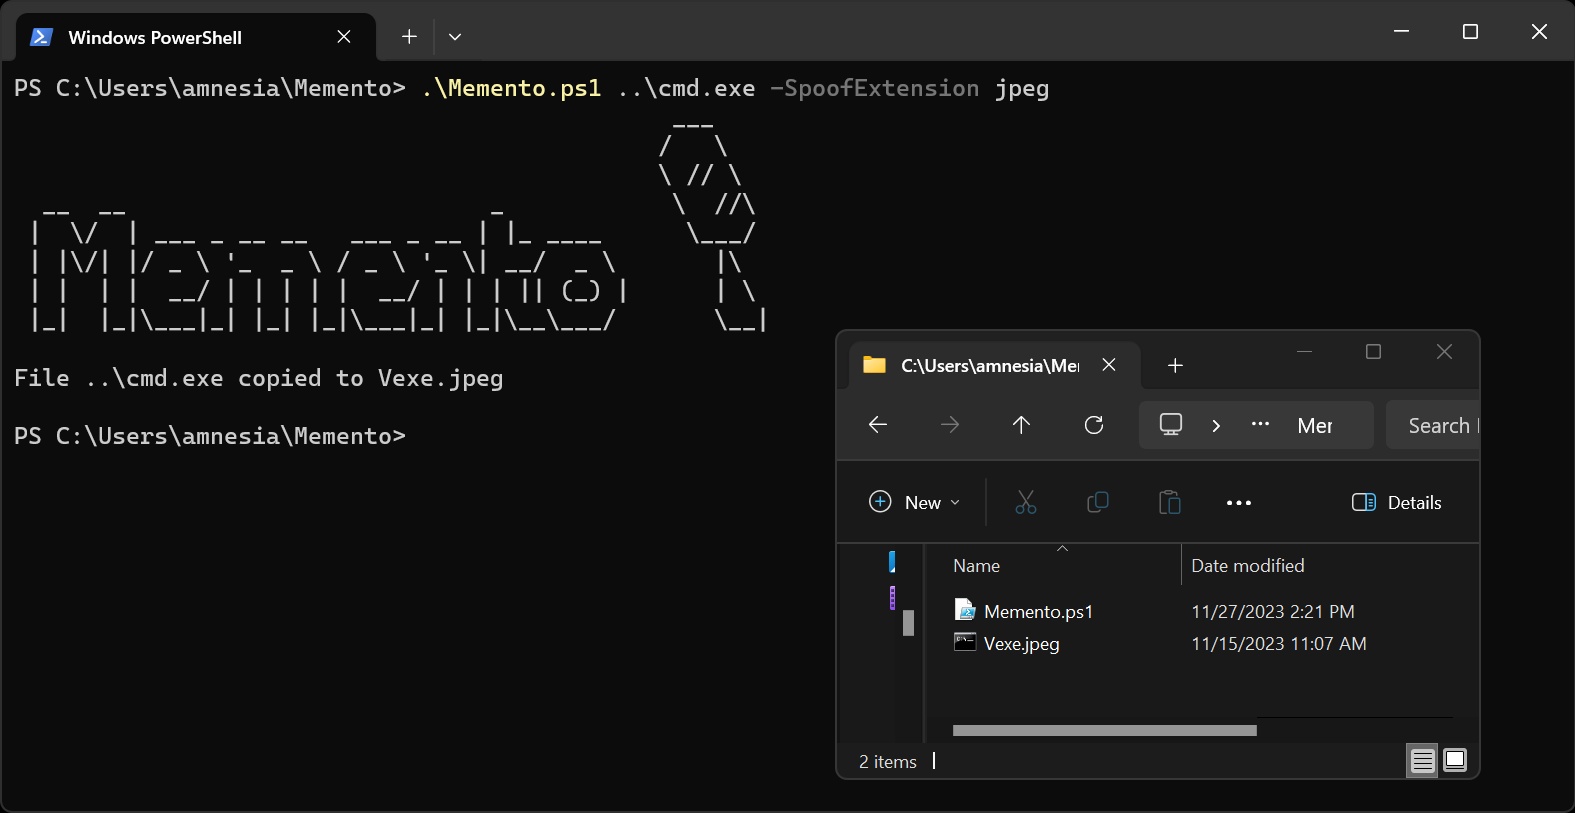 Windows PowerShell
PS C:\Users\amnesia\Memento> .\Memento.ps1 ..\cmd.exe -SpoofExtension jpeg
Memento
File ..\cmd.exe copied to Vexe.jpeg
PS C:\Users\amnesia\Memento>
C:\Users\amnesia\Me
Mer
Search
New
Details
Name Date modified
Memento.ps1 11/27/2023 2:21 PM
Vexe.jpeg 11/15/2023 11:07 AM
2 items